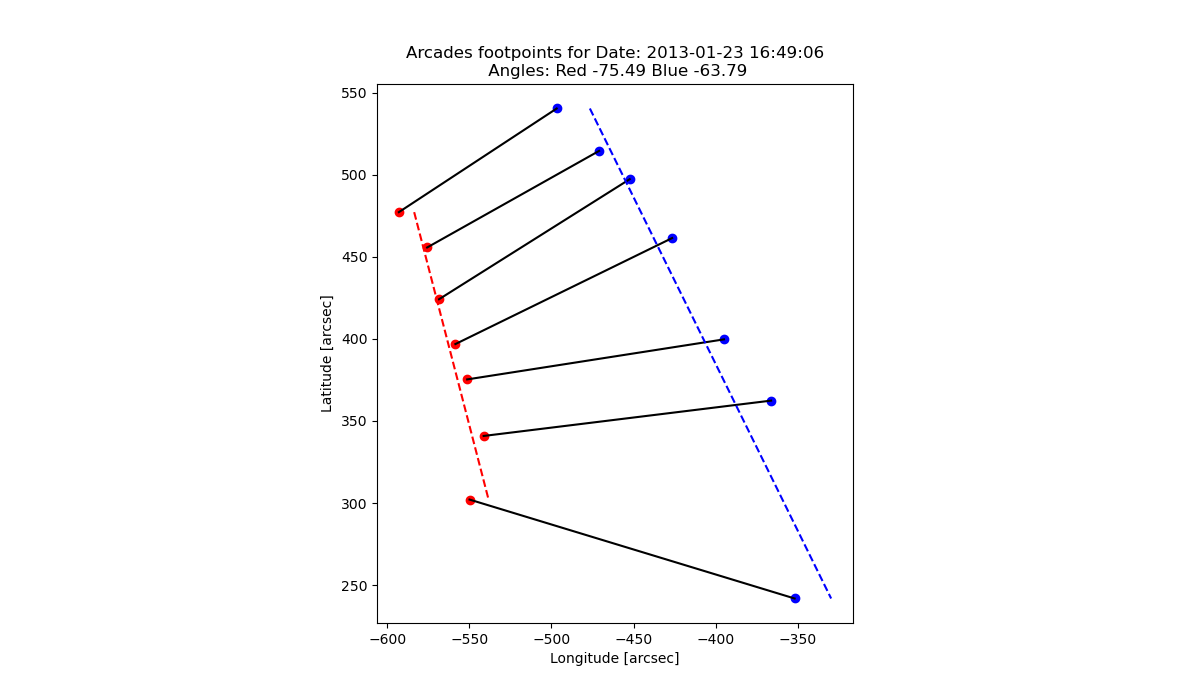 Arcades footpoints for Date: 2013-01-23 16:49:06
Angles: Red -75.49 Blue -63.79
550
500
450
400
350
300
250
Latitude [arcsec]
−600 −550 −500 −450 −400 −350
Longitude [arcsec]